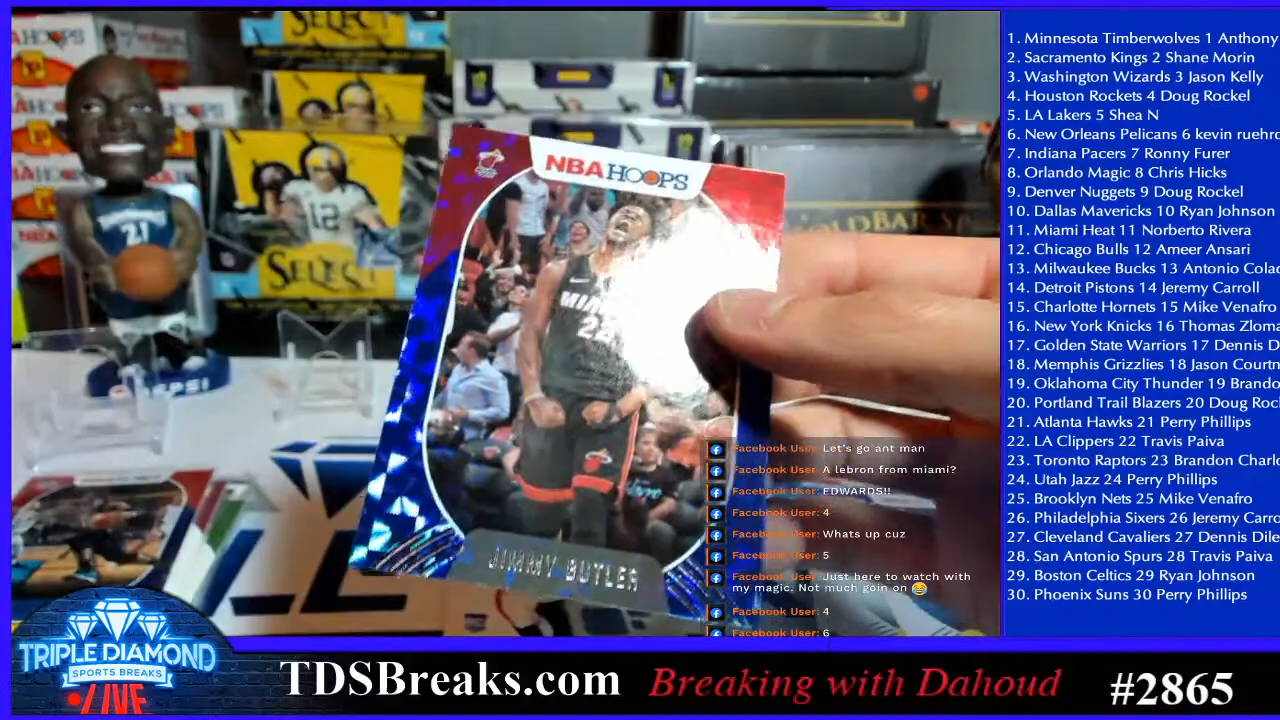 HOOPS
SELECT
12
SELECT
21
PEPSI
GOLDBAR
NBA HOOPS
MIAMI
22
JIMMY BUTLER
Facebook User: Let's go ant man
Facebook User: A lebron from miami?
Facebook User: EDWARDS!!
Facebook User: 4
Facebook User: Whats up cuz
Facebook User: 5
Facebook User: Just here to watch with
my magic. Not much goin on 😂
Facebook User: 4
Facebook User: 6
1. Minnesota Timberwolves 1 Anthony
2. Sacramento Kings 2 Shane Morin
3. Washington Wizards 3 Jason Kelly
4. Houston Rockets 4 Doug Rockel
5. LA Lakers 5 Shea N
6. New Orleans Pelicans 6 kevin ruehro
7. Indiana Pacers 7 Ronny Furer
8. Orlando Magic 8 Chris Hicks
9. Denver Nuggets 9 Doug Rockel
10. Dallas Mavericks 10 Ryan Johnson
11. Miami Heat 11 Norberto Rivera
12. Chicago Bulls 12 Ameer Ansari
13. Milwaukee Bucks 13 Antonio Colac
14. Detroit Pistons 14 Jeremy Carroll
15. Charlotte Hornets 15 Mike Venafro
16. New York Knicks 16 Thomas Zloma
17. Golden State Warriors 17 Dennis D
18. Memphis Grizzlies 18 Jason Courtn
19. Oklahoma City Thunder 19 Brando
20. Portland Trail Blazers 20 Doug Rock
21. Atlanta Hawks 21 Perry Phillips
22. LA Clippers 22 Travis Paiva
23. Toronto Raptors 23 Brandon Charlo
24. Utah Jazz 24 Perry Phillips
25. Brooklyn Nets 25 Mike Venafro
26. Philadelphia Sixers 26 Jeremy Carro
27. Cleveland Cavaliers 27 Dennis Dile
28. San Antonio Spurs 28 Travis Paiva
29. Boston Celtics 29 Ryan Johnson
30. Phoenix Suns 30 Perry Phillips
TRIPLE DIAMOND
SPORTS BREAKS
LIVE
TDSBreaks.com
Breaking with Dahoud
#2865